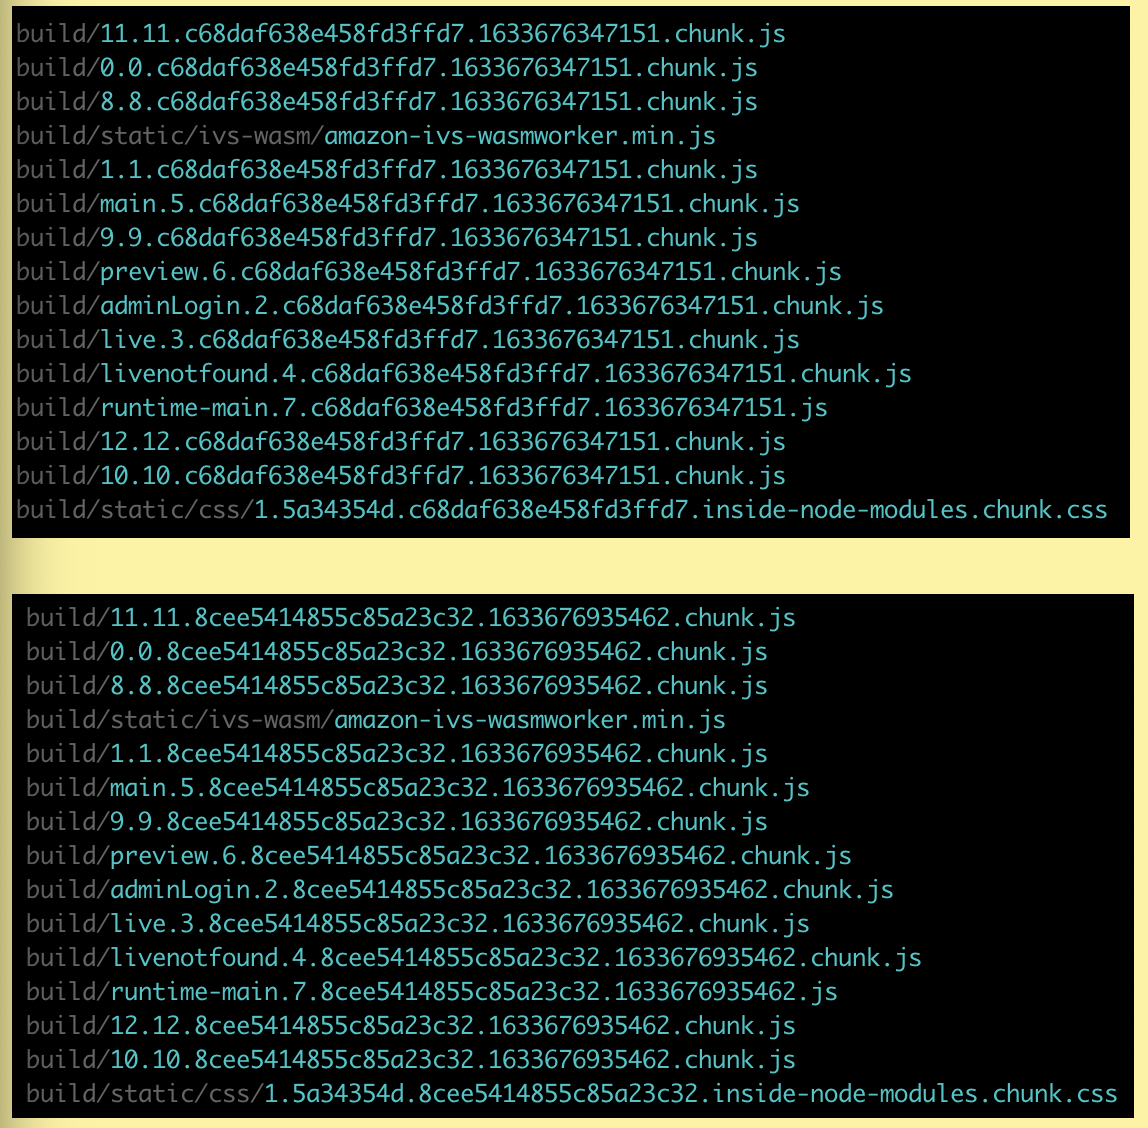 build/11.11.c68daf638e458fd3ffd7.1633676347151.chunk.js
build/0.0.c68daf638e458fd3ffd7.1633676347151.chunk.js
build/8.8.c68daf638e458fd3ffd7.1633676347151.chunk.js
build/static/ivs-wasm/amazon-ivs-wasmworker.min.js
build/1.1.c68daf638e458fd3ffd7.1633676347151.chunk.js
build/main.5.c68daf638e458fd3ffd7.1633676347151.chunk.js
build/9.9.c68daf638e458fd3ffd7.1633676347151.chunk.js
build/preview.6.c68daf638e458fd3ffd7.1633676347151.chunk.js
build/adminLogin.2.c68daf638e458fd3ffd7.1633676347151.chunk.js
build/live.3.c68daf638e458fd3ffd7.1633676347151.chunk.js
build/livenotfound.4.c68daf638e458fd3ffd7.1633676347151.chunk.js
build/runtime-main.7.c68daf638e458fd3ffd7.1633676347151.js
build/12.12.c68daf638e458fd3ffd7.1633676347151.chunk.js
build/10.10.c68daf638e458fd3ffd7.1633676347151.chunk.js
build/static/css/1.5a34354d.c68daf638e458fd3ffd7.inside-node-modules.chunk.css
build/11.11.8cee5414855c85a23c32.1633676935462.chunk.js
build/0.0.8cee5414855c85a23c32.1633676935462.chunk.js
build/8.8.8cee5414855c85a23c32.1633676935462.chunk.js
build/static/ivs-wasm/amazon-ivs-wasmworker.min.js
build/1.1.8cee5414855c85a23c32.1633676935462.chunk.js
build/main.5.8cee5414855c85a23c32.1633676935462.chunk.js
build/9.9.8cee5414855c85a23c32.1633676935462.chunk.js
build/preview.6.8cee5414855c85a23c32.1633676935462.chunk.js
build/adminLogin.2.8cee5414855c85a23c32.1633676935462.chunk.js
build/live.3.8cee5414855c85a23c32.1633676935462.chunk.js
build/livenotfound.4.8cee5414855c85a23c32.1633676935462.chunk.js
build/runtime-main.7.8cee5414855c85a23c32.1633676935462.js
build/12.12.8cee5414855c85a23c32.1633676935462.chunk.js
build/10.10.8cee5414855c85a23c32.1633676935462.chunk.js
build/static/css/1.5a34354d.8cee5414855c85a23c32.inside-node-modules.chunk.css